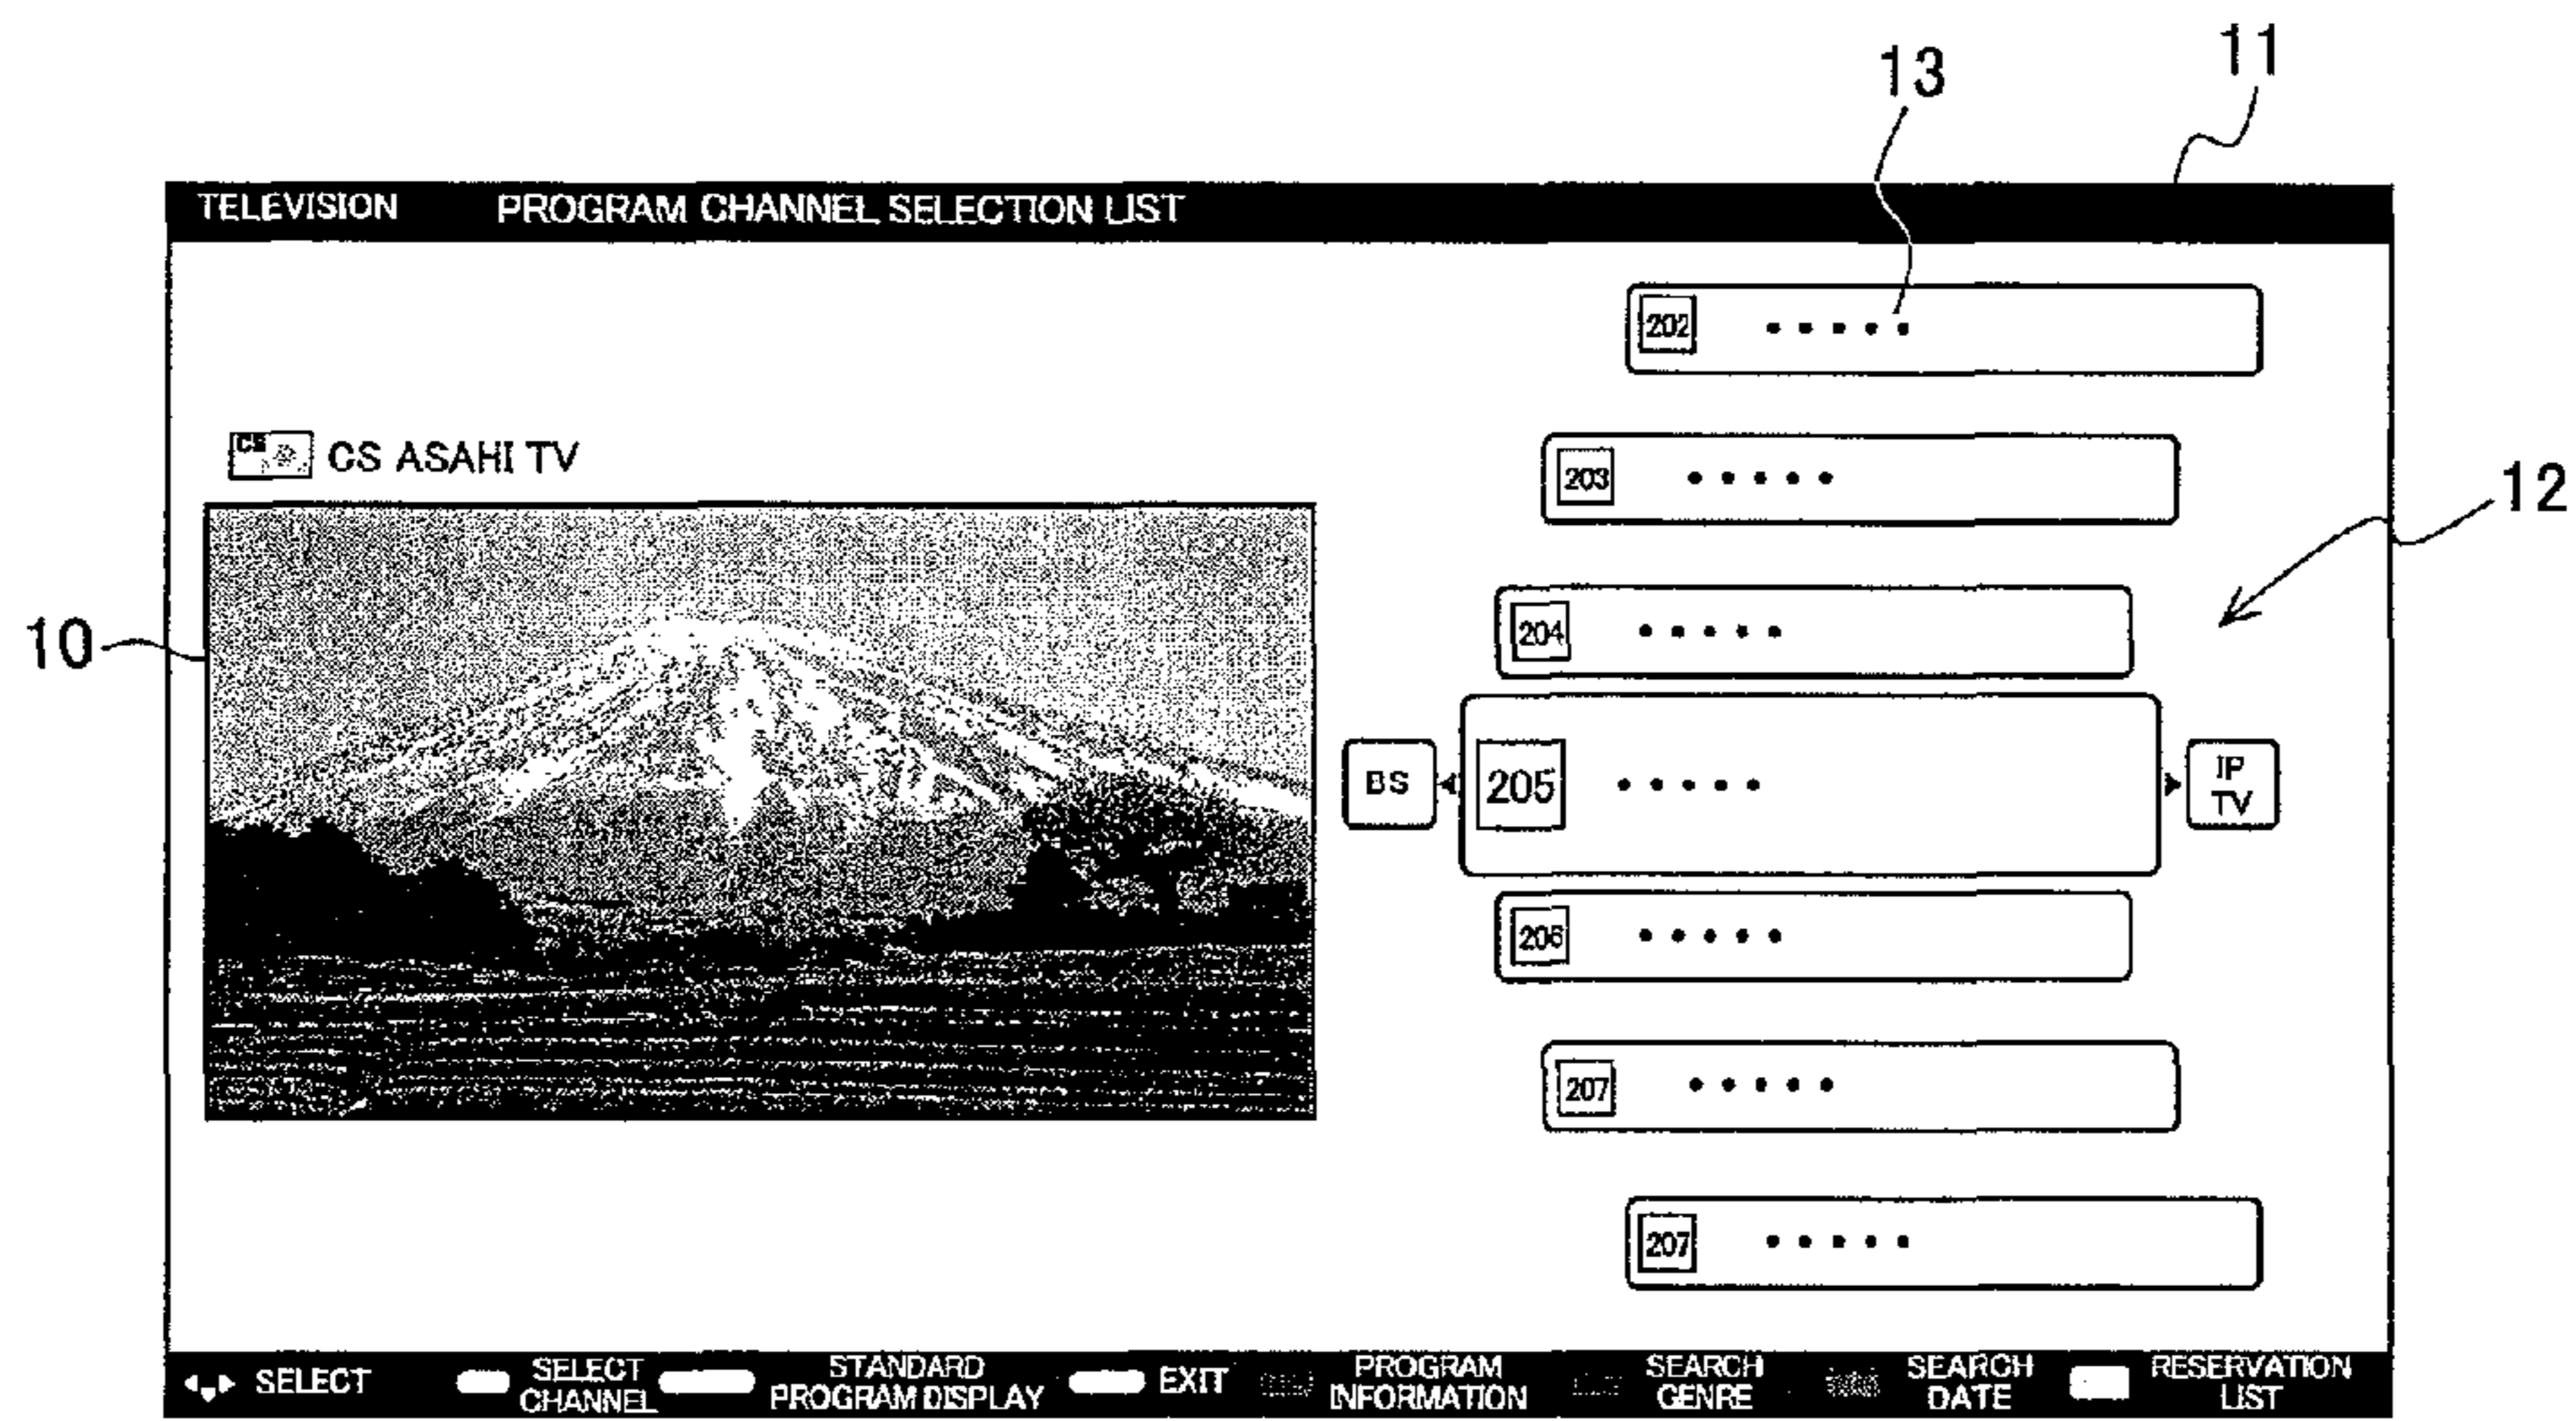 11
13
TELEVISION PROGRAM CHANNEL SELECTION LIST
202 • • • • •
CS CS ASAHI TV
203 • • • • •
12
204 • • • • •
10
BS 205 • • • • • IP TV
206 • • • • •
207 • • • • •
207 • • • • •
SELECT
SELECT
CHANNEL
STANDARD
PROGRAM DISPLAY
EXIT
PROGRAM
INFORMATION
SEARCH
GENRE
SEARCH
DATE
RESERVATION
LIST